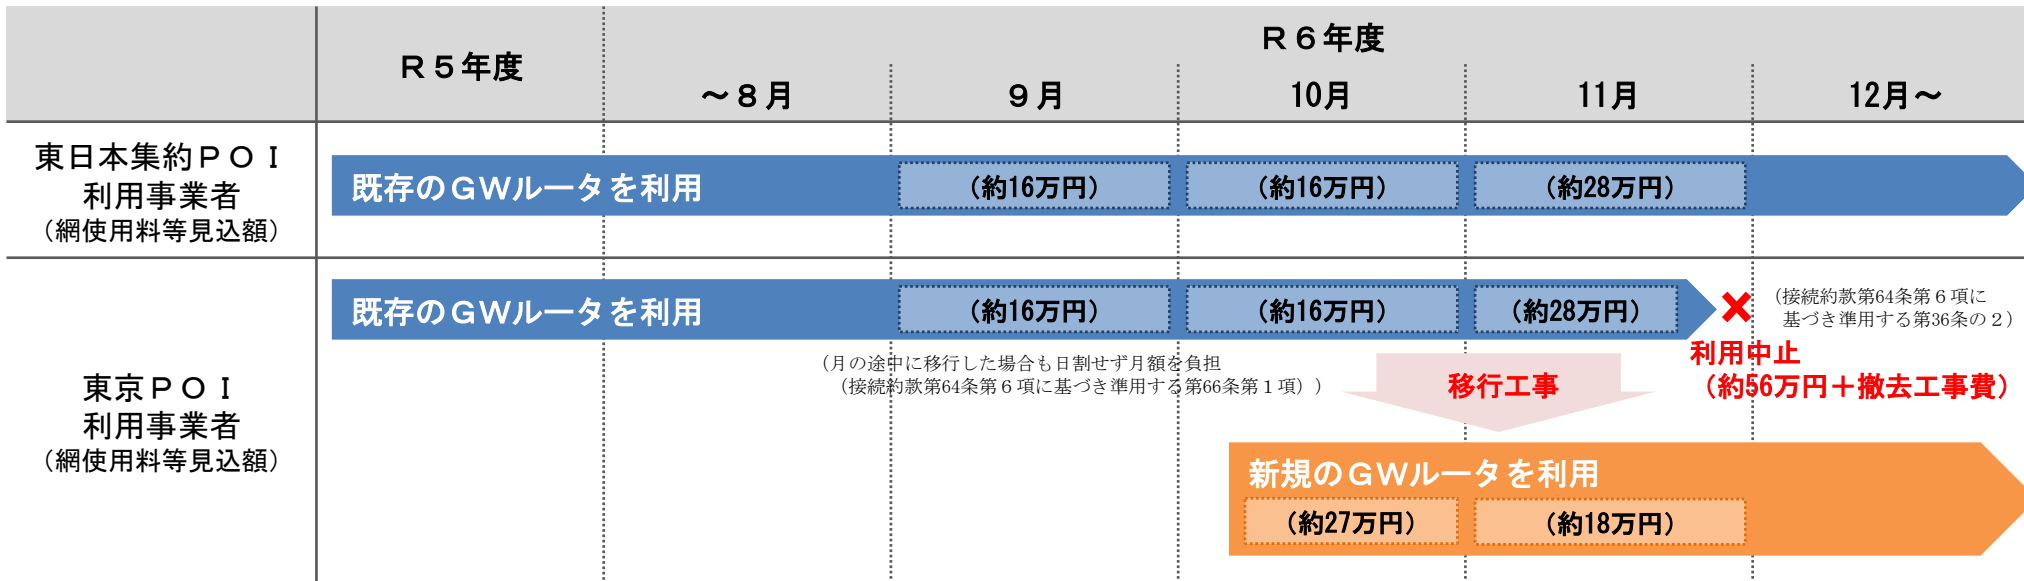 R５年度
R６年度
～８月
９月
10月
11月
12月～
東日本集約ＰＯＩ
利用事業者
（網使用料等見込額）
既存のＧＷルータを利用
（約16万円）
（約16万円）
（約28万円）
東京ＰＯＩ
利用事業者
（網使用料等見込額）
既存のＧＷルータを利用
（約16万円）
（約16万円）
（約28万円）
（接続約款第64条第６項に
基づき準用する第36条の２）
利用中止
（約56万円＋撤去工事費）
（月の途中に移行した場合も日割せず月額を負担
（接続約款第64条第６項に基づき準用する第66条第１項））
移行工事
新規のＧＷルータを利用
（約27万円）
（約18万円）